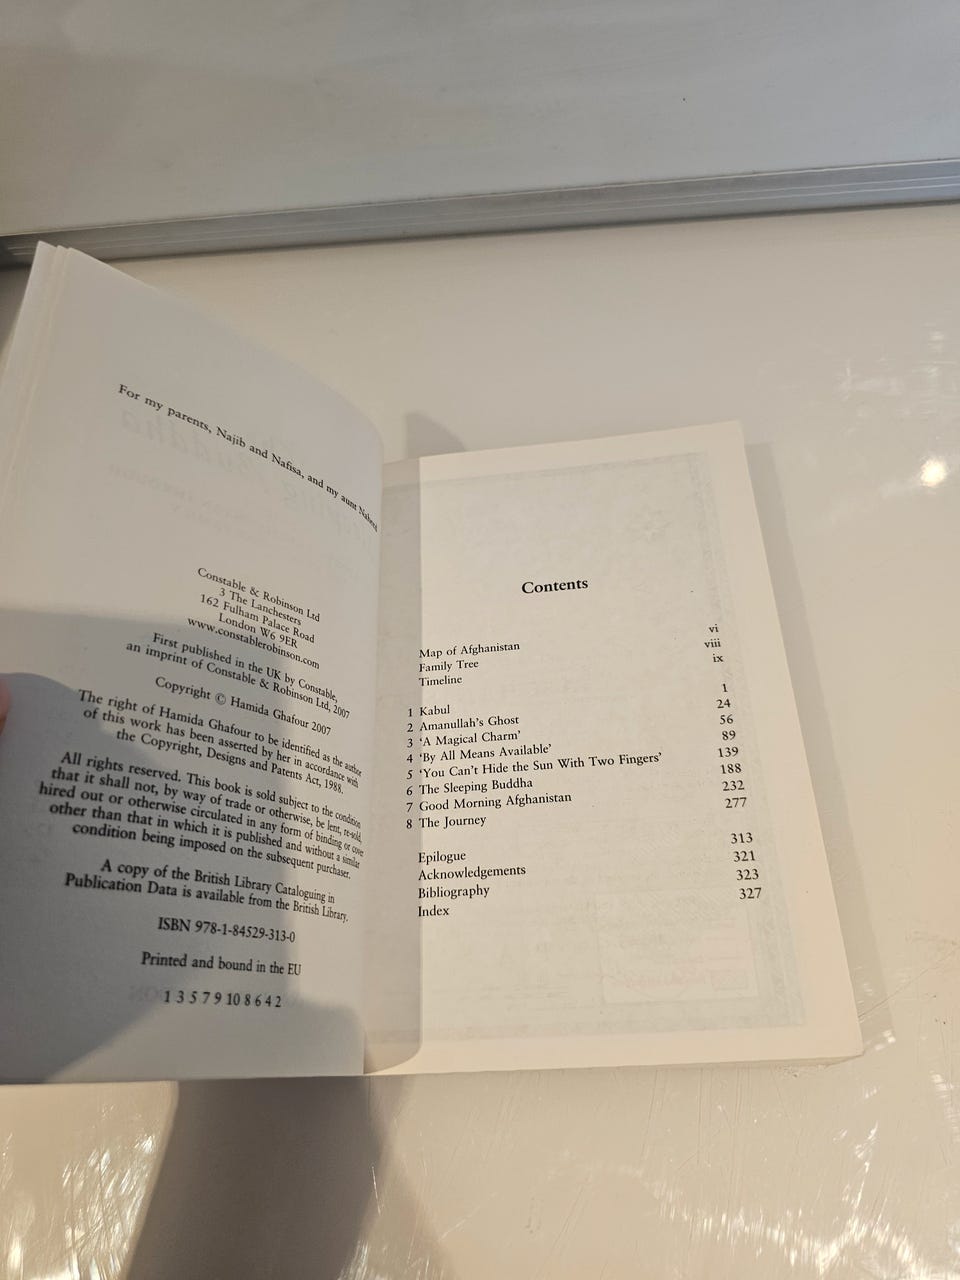 For my parents, Najib and Nafisa, and my aunt
Constable & Robinson Ltd
3 The Lanchesters
162 Fulham Palace Road
London W6 9ER
www.constablerobinson.com
First published in the UK by Constable,
an imprint of Constable & Robinson Ltd, 2007
Copyright © Hamida Ghafour 2007
The right of Hamida Ghafour to be identified as the author
of this work has been asserted by her in accordance with
the Copyright, Designs and Patents Act, 1988.
All rights reserved. This book is sold subject to the condition
that it shall not, by way of trade or otherwise, be lent, re-sold,
hired out or otherwise circulated in any form of binding or cover
other than that in which it is published and without a similar
condition being imposed on the subsequent purchaser.
A copy of the British Library Cataloguing in
Publication Data is available from the British Library.
ISBN 978-1-84529-313-0
Printed and bound in the EU
1 3 5 7 9 10 8 6 4 2
Contents
Map of Afghanistan vi
Family Tree viii
Timeline ix
1 Kabul 1
2 Amanullah's Ghost 24
3 'A Magical Charm' 56
4 'By All Means Available' 89
5 'You Can't Hide the Sun With Two Fingers' 139
6 The Sleeping Buddha 188
7 Good Morning Afghanistan 232
8 The Journey 277
Epilogue 313
Acknowledgements 321
Bibliography 323
Index 327